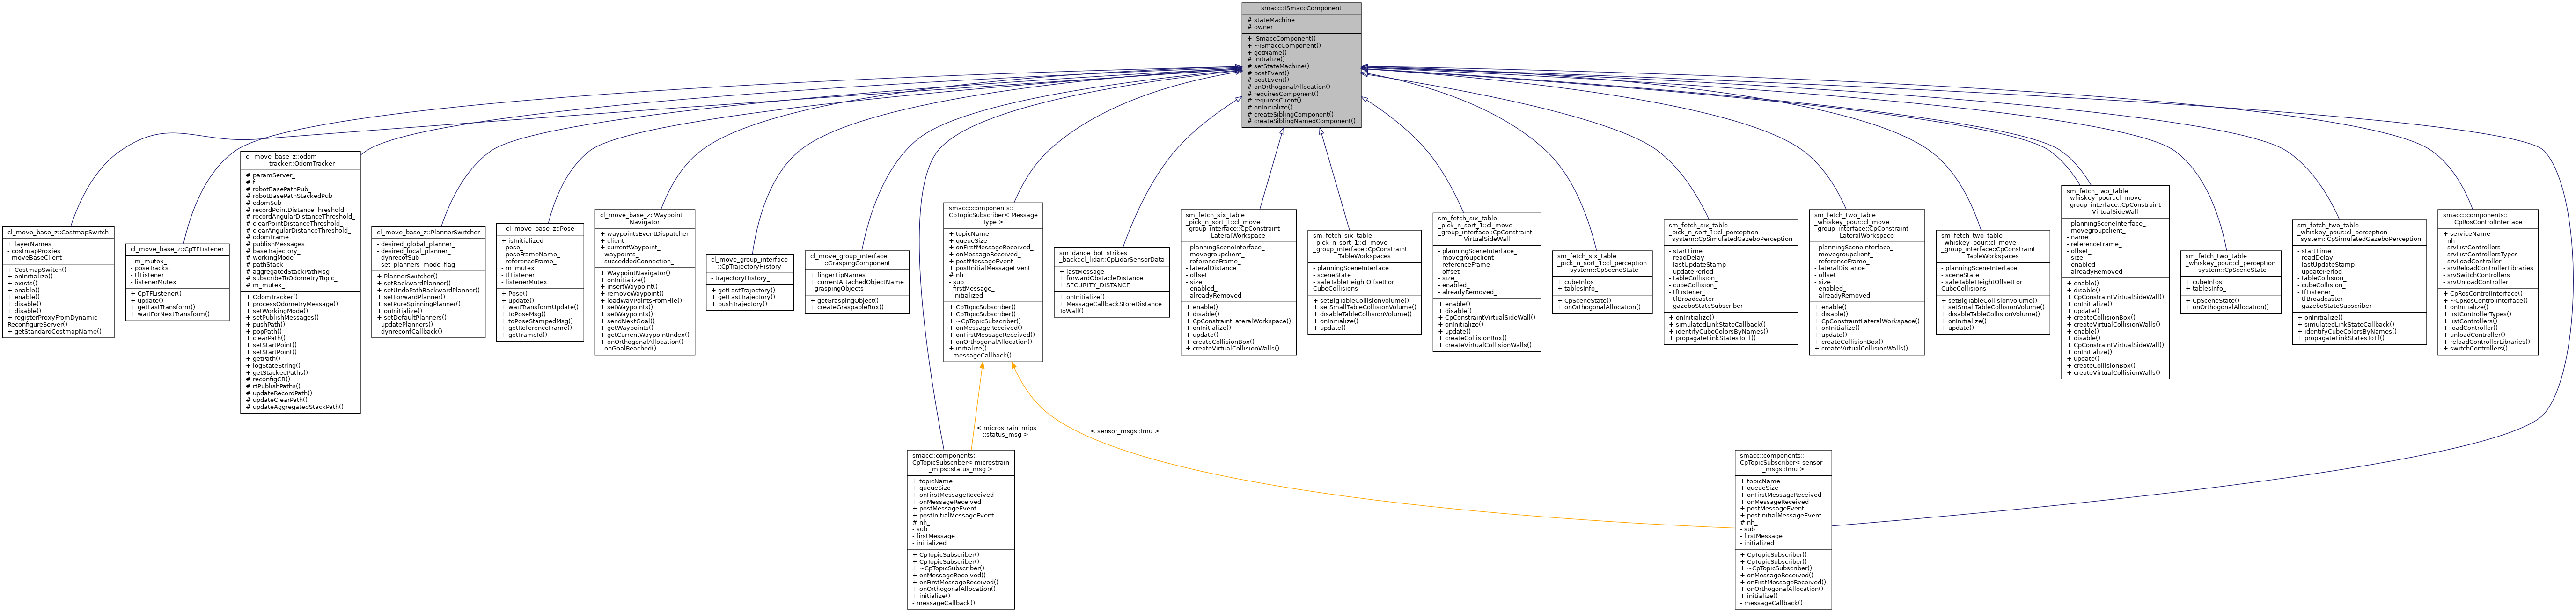 smacc::ISmaccComponent
# stateMachine_
# owner_
+ ISmaccComponent()
+ ~ISmaccComponent()
+ getName()
# initialize()
# setStateMachine()
# postEvent()
# postEvent()
# onOrthogonalAllocation()
# requiresComponent()
# requiresClient()
# onInitialize()
# createSiblingComponent()
# createSiblingNamedComponent()
cl_move_base_z::CostmapSwitch
+ layerNames
- costmapProxies
- moveBaseClient_
+ CostmapSwitch()
+ onInitialize()
+ exists()
+ enable()
+ enable()
+ disable()
+ disable()
+ registerProxyFromDynamic
ReconfigureServer()
+ getStandardCostmapName()
cl_move_base_z::CpTFListener
- m_mutex_
- poseTracks_
- tfListener_
- listenerMutex_
+ CpTFListener()
+ update()
+ getLastTransform()
+ waitForNextTransform()
cl_move_base_z::odom
_tracker::OdomTracker
# paramServer_
# f
# robotBasePathPub_
# robotBasePathStackedPub_
# odomSub_
# recordPointDistanceThreshold_
# recordAngularDistanceThreshold_
# clearPointDistanceThreshold_
# clearAngularDistanceThreshold_
# odomFrame_
# publishMessages
# baseTrajectory_
# workingMode_
# pathStack_
# aggregatedStackPathMsg_
# subscribeToOdometryTopic_
# m_mutex_
+ OdomTracker()
+ processOdometryMessage()
+ setWorkingMode()
+ setPublishMessages()
+ pushPath()
+ popPath()
+ clearPath()
+ setStartPoint()
+ setStartPoint()
+ getPath()
+ logStateString()
+ getStackedPaths()
# reconfigCB()
# rtPublishPaths()
# updateRecordPath()
# updateClearPath()
# updateAggregatedStackPath()
cl_move_base_z::PlannerSwitcher
- desired_global_planner_
- desired_local_planner_
- dynrecofSub_
- set_planners_mode_flag
+ PlannerSwitcher()
+ setBackwardPlanner()
+ setUndoPathBackwardPlanner()
+ setForwardPlanner()
+ setPureSpinningPlanner()
+ onInitialize()
+ setDefaultPlanners()
- updatePlanners()
- dynreconfCallback()
cl_move_base_z::Pose
+ isInitialized
- pose_
- poseFrameName_
- referenceFrame_
- m_mutex_
- tfListener_
- listenerMutex_
+ Pose()
+ update()
+ waitTransformUpdate()
+ toPoseMsg()
+ toPoseStampedMsg()
+ getReferenceFrame()
+ getFrameId()
cl_move_base_z::Waypoint
Navigator
+ waypointsEventDispatcher
+ client_
+ currentWaypoint_
- waypoints_
- succeddedConnection_
+ WaypointNavigator()
+ onInitialize()
+ insertWaypoint()
+ removeWaypoint()
+ loadWayPointsFromFile()
+ setWaypoints()
+ setWaypoints()
+ sendNextGoal()
+ getWaypoints()
+ getCurrentWaypointIndex()
+ onOrthogonalAllocation()
- onGoalReached()
cl_move_group_interface
::CpTrajectoryHistory
- trajectoryHistory_
+ getLastTrajectory()
+ getLastTrajectory()
+ pushTrajectory()
cl_move_group_interface
::GraspingComponent
+ fingerTipNames
+ currentAttachedObjectName
- graspingObjects
+ getGraspingObject()
+ createGraspableBox()
smacc::components::
CpTopicSubscriber< Message
Type >
+ topicName
+ queueSize
+ onFirstMessageReceived_
+ onMessageReceived_
+ postMessageEvent
+ postInitialMessageEvent
# nh_
- sub_
- firstMessage_
- initialized_
+ CpTopicSubscriber()
+ CpTopicSubscriber()
+ ~CpTopicSubscriber()
+ onMessageReceived()
+ onFirstMessageReceived()
+ onOrthogonalAllocation()
+ initialize()
- messageCallback()
sm_dance_bot_strikes
_back::cl_lidar::CpLidarSensorData
+ lastMessage_
+ forwardObstacleDistance
+ SECURITY_DISTANCE
+ onInitialize()
+ MessageCallbackStoreDistance
ToWall()
sm_fetch_six_table
_pick_n_sort_1::cl_move
_group_interface::CpConstraint
LateralWorkspace
- planningSceneInterface_
- movegroupclient_
- referenceFrame_
- lateralDistance_
- offset_
- size_
- enabled_
- alreadyRemoved_
+ enable()
+ disable()
+ CpConstraintLateralWorkspace()
+ onInitialize()
+ update()
+ createCollisionBox()
+ createVirtualCollisionWalls()
sm_fetch_six_table
_pick_n_sort_1::cl_move
_group_interface::CpConstraint
TableWorkspaces
- planningSceneInterface_
- sceneState_
- safeTableHeightOffsetFor
CubeCollisions
+ setBigTableCollisionVolume()
+ setSmallTableCollisionVolume()
+ disableTableCollisionVolume()
+ onInitialize()
+ update()
sm_fetch_six_table
_pick_n_sort_1::cl_move
_group_interface::CpConstraint
VirtualSideWall
- planningSceneInterface_
- movegroupclient_
- referenceFrame_
- offset_
- size_
- enabled_
- alreadyRemoved_
+ enable()
+ disable()
+ CpConstraintVirtualSideWall()
+ onInitialize()
+ update()
+ createCollisionBox()
+ createVirtualCollisionWalls()
sm_fetch_six_table
_pick_n_sort_1::cl_perception
_system::CpSceneState
+ cubeInfos_
+ tablesInfo_
+ CpSceneState()
+ onOrthogonalAllocation()
sm_fetch_six_table
_pick_n_sort_1::cl_perception
_system::CpSimulatedGazeboPerception
- startTime
- readDelay
- lastUpdateStamp_
- updatePeriod_
- tableCollision_
- cubeCollision_
- tfListener_
- tfBroadcaster_
- gazeboStateSubscriber_
+ onInitialize()
+ simulatedLinkStateCallback()
+ identifyCubeColorsByNames()
+ propagateLinkStatesToTf()
sm_fetch_two_table
_whiskey_pour::cl_move
_group_interface::CpConstraint
LateralWorkspace
- planningSceneInterface_
- movegroupclient_
- referenceFrame_
- lateralDistance_
- offset_
- size_
- enabled_
- alreadyRemoved_
+ enable()
+ disable()
+ CpConstraintLateralWorkspace()
+ onInitialize()
+ update()
+ createCollisionBox()
+ createVirtualCollisionWalls()
sm_fetch_two_table
_whiskey_pour::cl_move
_group_interface::CpConstraint
TableWorkspaces
- planningSceneInterface_
- sceneState_
- safeTableHeightOffsetFor
CubeCollisions
+ setBigTableCollisionVolume()
+ setSmallTableCollisionVolume()
+ disableTableCollisionVolume()
+ onInitialize()
+ update()
sm_fetch_two_table
_whiskey_pour::cl_move
_group_interface::CpConstraint
VirtualSideWall
- planningSceneInterface_
- movegroupclient_
- name_
- referenceFrame_
- offset_
- size_
- enabled_
- alreadyRemoved_
+ enable()
+ disable()
+ CpConstraintVirtualSideWall()
+ onInitialize()
+ update()
+ createCollisionBox()
+ createVirtualCollisionWalls()
+ enable()
+ disable()
+ CpConstraintVirtualSideWall()
+ onInitialize()
+ update()
+ createCollisionBox()
+ createVirtualCollisionWalls()
sm_fetch_two_table
_whiskey_pour::cl_perception
_system::CpSceneState
+ cubeInfos_
+ tablesInfo_
+ CpSceneState()
+ onOrthogonalAllocation()
sm_fetch_two_table
_whiskey_pour::cl_perception
_system::CpSimulatedGazeboPerception
- startTime
- readDelay
- lastUpdateStamp_
- updatePeriod_
- tableCollision_
- cubeCollision_
- tfListener_
- tfBroadcaster_
- gazeboStateSubscriber_
+ onInitialize()
+ simulatedLinkStateCallback()
+ identifyCubeColorsByNames()
+ propagateLinkStatesToTf()
smacc::components::
CpRosControlInterface
+ serviceName_
- nh_
- srvListControllers
- srvListControllersTypes
- srvLoadController
- srvReloadControllerLibraries
- srvSwitchControllers
- srvUnloadController
+ CpRosControlInterface()
+ ~CpRosControlInterface()
+ onInitialize()
+ listControllerTypes()
+ listControllers()
+ loadController()
+ unloadController()
+ reloadControllerLibraries()
+ switchControllers()
< microstrain_mips
::status_msg >
< sensor_msgs::Imu >
smacc::components::
CpTopicSubscriber< microstrain
_mips::status_msg >
+ topicName
+ queueSize
+ onFirstMessageReceived_
+ onMessageReceived_
+ postMessageEvent
+ postInitialMessageEvent
# nh_
- sub_
- firstMessage_
- initialized_
+ CpTopicSubscriber()
+ CpTopicSubscriber()
+ ~CpTopicSubscriber()
+ onMessageReceived()
+ onFirstMessageReceived()
+ onOrthogonalAllocation()
+ initialize()
- messageCallback()
smacc::components::
CpTopicSubscriber< sensor
_msgs::Imu >
+ topicName
+ queueSize
+ onFirstMessageReceived_
+ onMessageReceived_
+ postMessageEvent
+ postInitialMessageEvent
# nh_
- sub_
- firstMessage_
- initialized_
+ CpTopicSubscriber()
+ CpTopicSubscriber()
+ ~CpTopicSubscriber()
+ onMessageReceived()
+ onFirstMessageReceived()
+ onOrthogonalAllocation()
+ initialize()
- messageCallback()